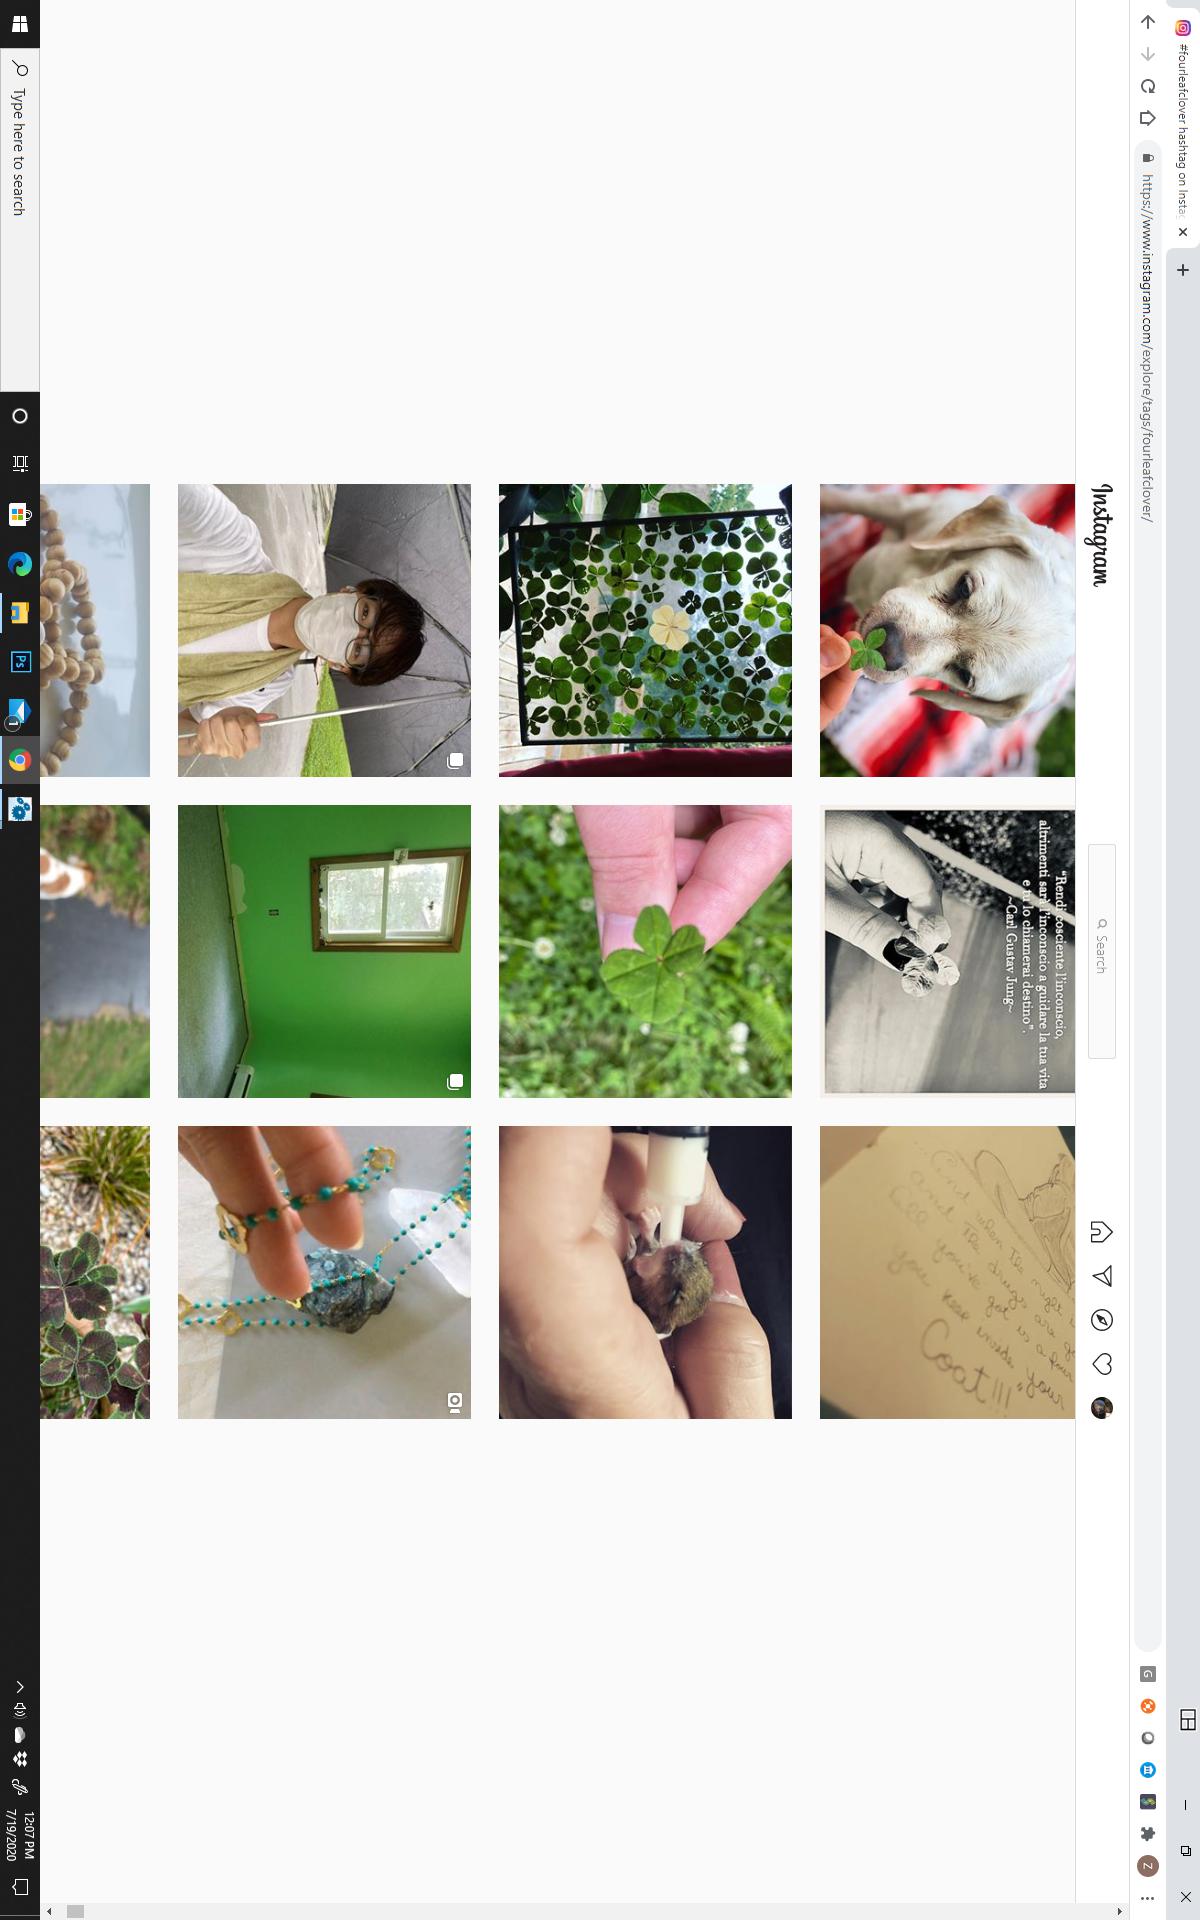 #fourleafclover hashtag on Insta
https://www.instagram.com/explore/tags/fourleafclover/
G
Z
Instagram
Search
“Rendi cosciente l’inconscio,
altrimenti sarà l’inconscio a guidare la tua vita
e tu lo chiamerai destino”.
~Carl Gustav Jung~
And when the night
and the drugs are
all you've got is a four
you keep inside your
Coat!!!"
Type here to search
Ps
1
12:07 PM
7/19/2020